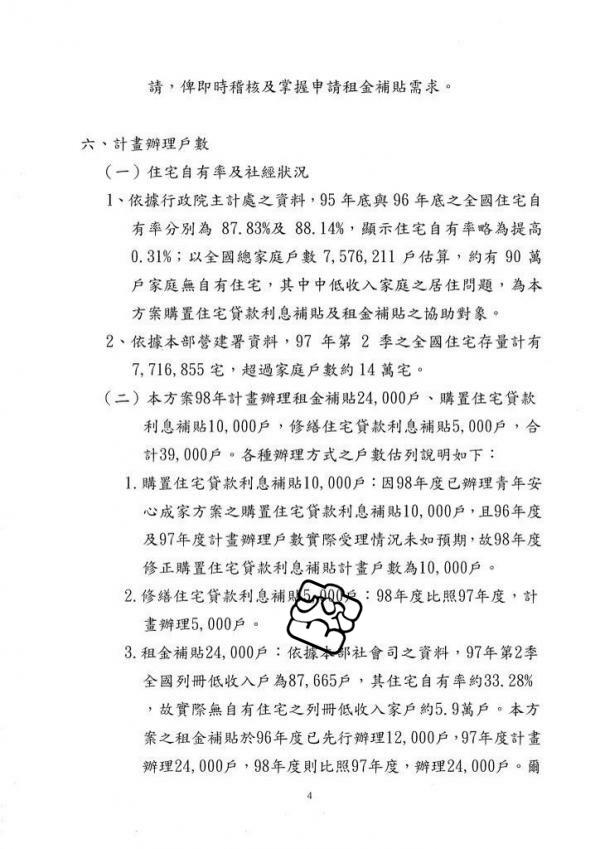 請，俾即時稽核及掌握申請租金補貼需求。
六、計畫辦理戶數
（一）住宅自有率及社經狀況
1、依據行政院主計處之資料，95 年底與 96 年底之全國住宅自
有率分別為 87.83%及 88.14%，顯示住宅自有率略為提高
0.31%；以全國總家庭戶數 7,576,211 戶估算，約有 90 萬
戶家庭無自有住宅，其中中低收入家庭之居住問題，為本
方案購置住宅貸款利息補貼及租金補貼之協助對象。
2、依據本部營建署資料，97 年第 2 季之全國住宅存量計有
7,716,855 宅，超過家庭戶數約 14 萬宅。
（二）本方案98年計畫辦理租金補貼24,000戶、購置住宅貸款
利息補貼10,000戶，修繕住宅貸款利息補貼5,000戶，合
計39,000戶。各種辦理方式之戶數估列說明如下：
1. 購置住宅貸款利息補貼10,000戶：因98年度已辦理青年安
心成家方案之購置住宅貸款利息補貼10,000戶，且96年度
及97年度計畫辦理戶數實際受理情況未如預期，故98年度
修正購置住宅貸款利息補貼計畫戶數為10,000戶。
2. 修繕住宅貸款利息補貼5,000戶：98年度比照97年度，計
畫辦理5,000戶。
3. 租金補貼24,000戶：依據本部社會司之資料，97年第2季
全國列冊低收入戶為87,665戶，其住宅自有率約33.28%
，故實際無自有住宅之列冊低收入家戶約5.9萬戶。本方
案之租金補貼於96年度已先行辦理12,000戶，97年度計畫
辦理24,000戶，98年度則比照97年度，辦理24,000戶。爾
4